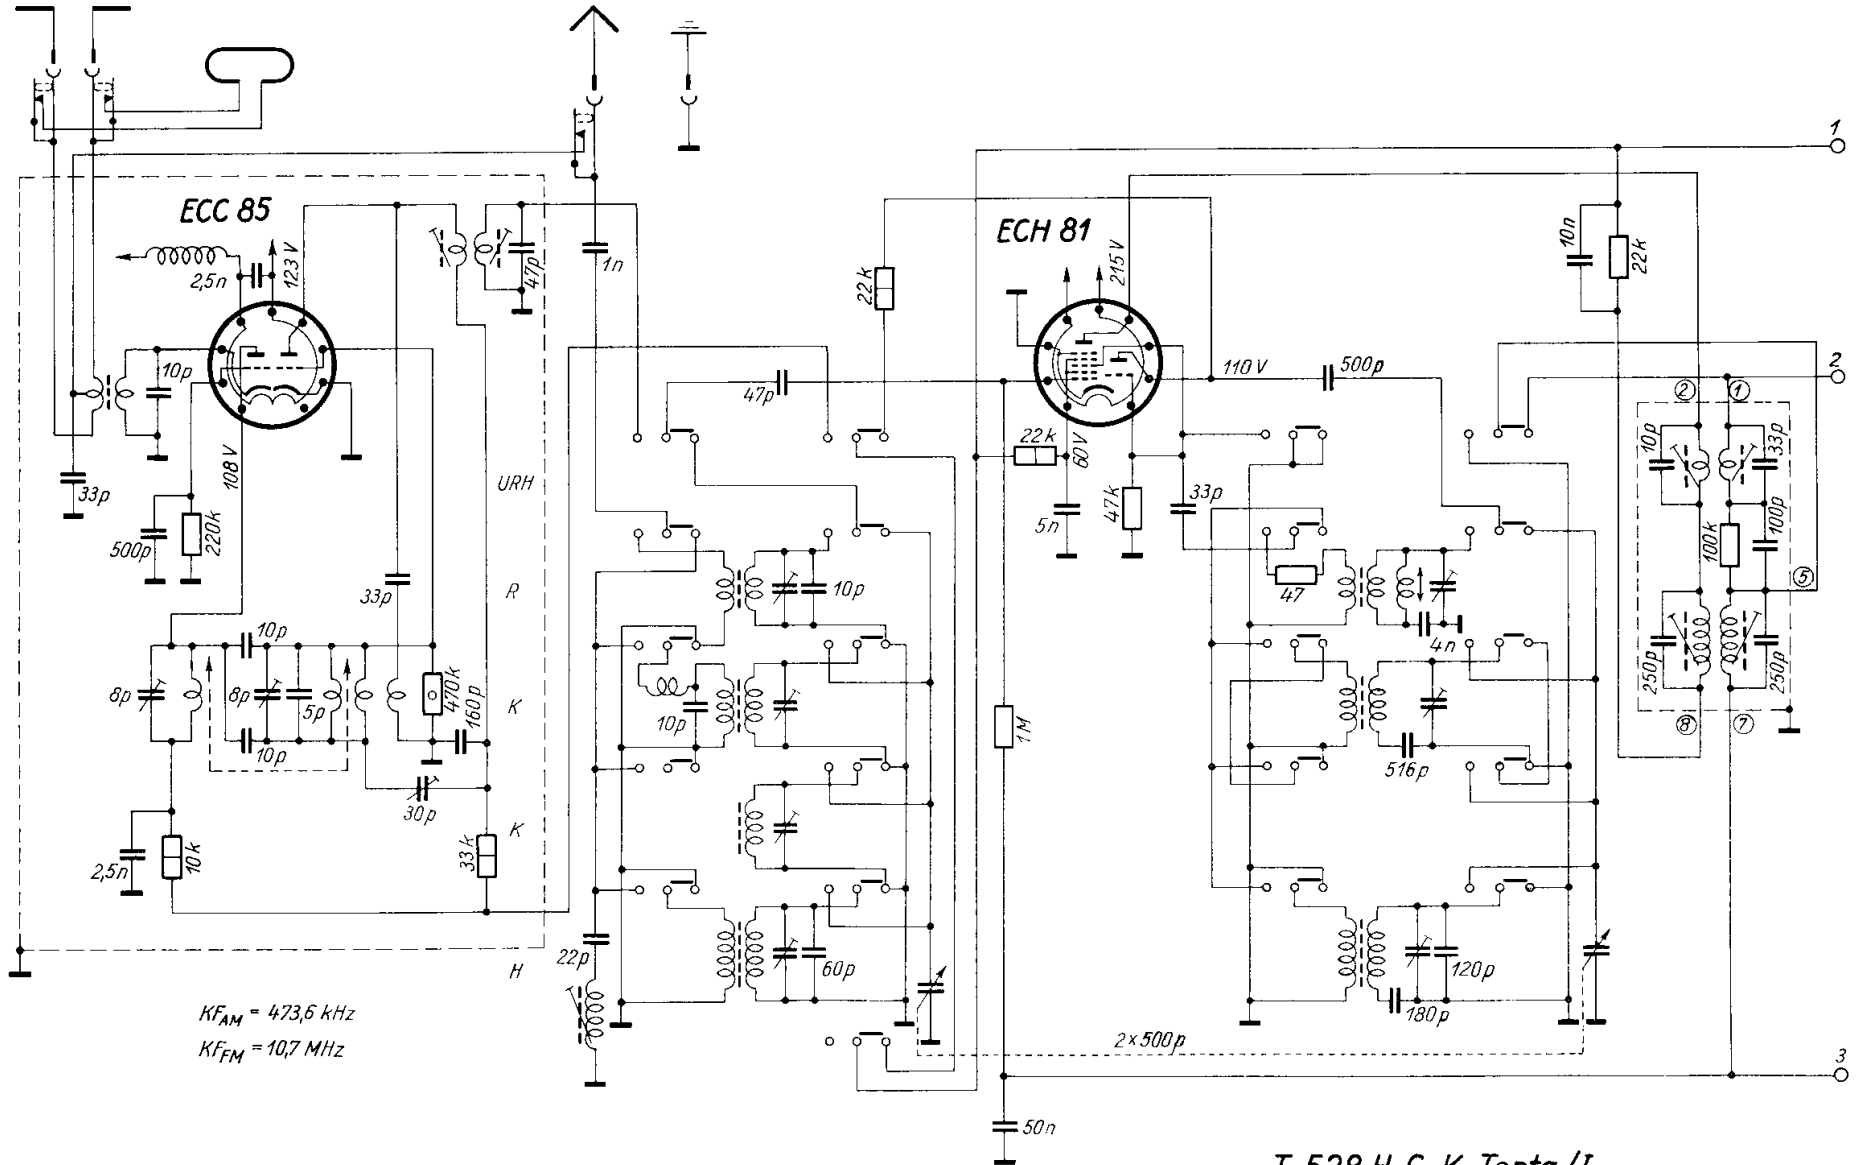 1
ECC 85
ECH 81
2,5n
123 V
47p
1n
22k
215 V
10n
22k
10p
47p
110 V
500p
2
②
①
108 V
22k
60 V
10p
33p
33p
URH
500p
220k
5n
47k
33p
100k
100p
⑤
33p
R
10p
47
4n
10p
8p
8p
5p
470k
160p
K
10p
1M
516p
250p
250p
⑧
⑦
10p
30p
K
33k
2,5n
10k
22p
H
60p
120p
180p
KF_AM = 473,6 kHz
KF_FM = 10,7 MHz
2×500p
3
50n